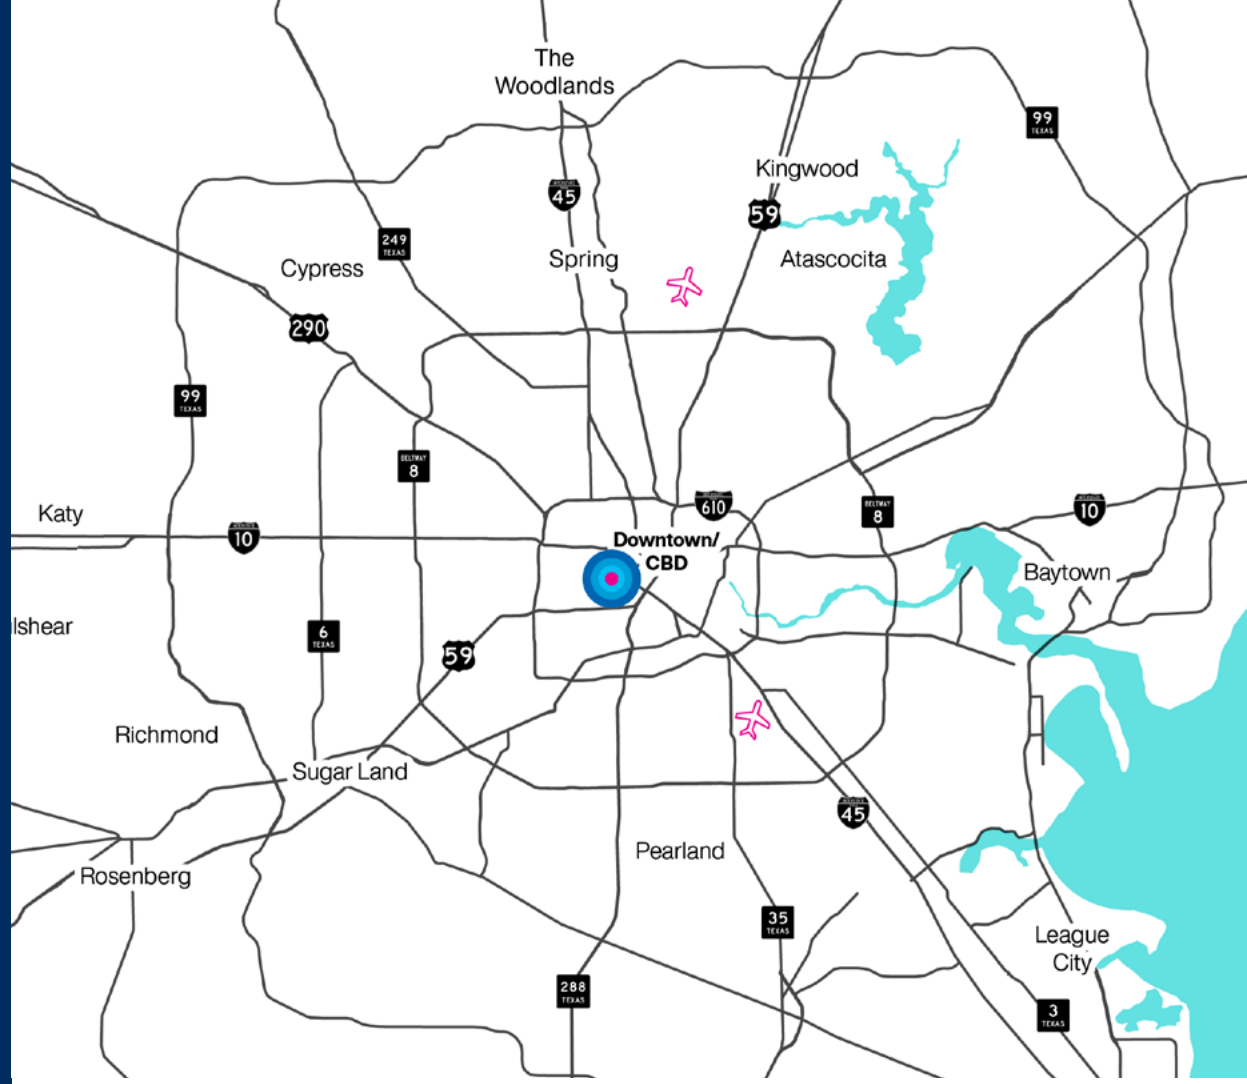 The
Woodlands
99
TEXAS
Kingwood
45
59
249
TEXAS
Spring
Atascocita
Cypress
290
99
TEXAS
BELTWAY
8
610
BELTWAY
8
10
Katy
10
Downtown/
CBD
Baytown
lshear
6
TEXAS
59
Richmond
Sugar Land
45
Pearland
Rosenberg
35
TEXAS
League
City
288
TEXAS
3
TEXAS